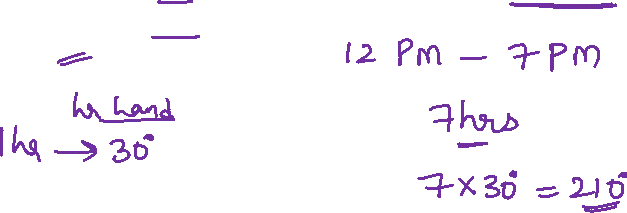 hr hand
1hr → 30°
12 PM – 7 PM
7hrs
7 × 30° = 210°